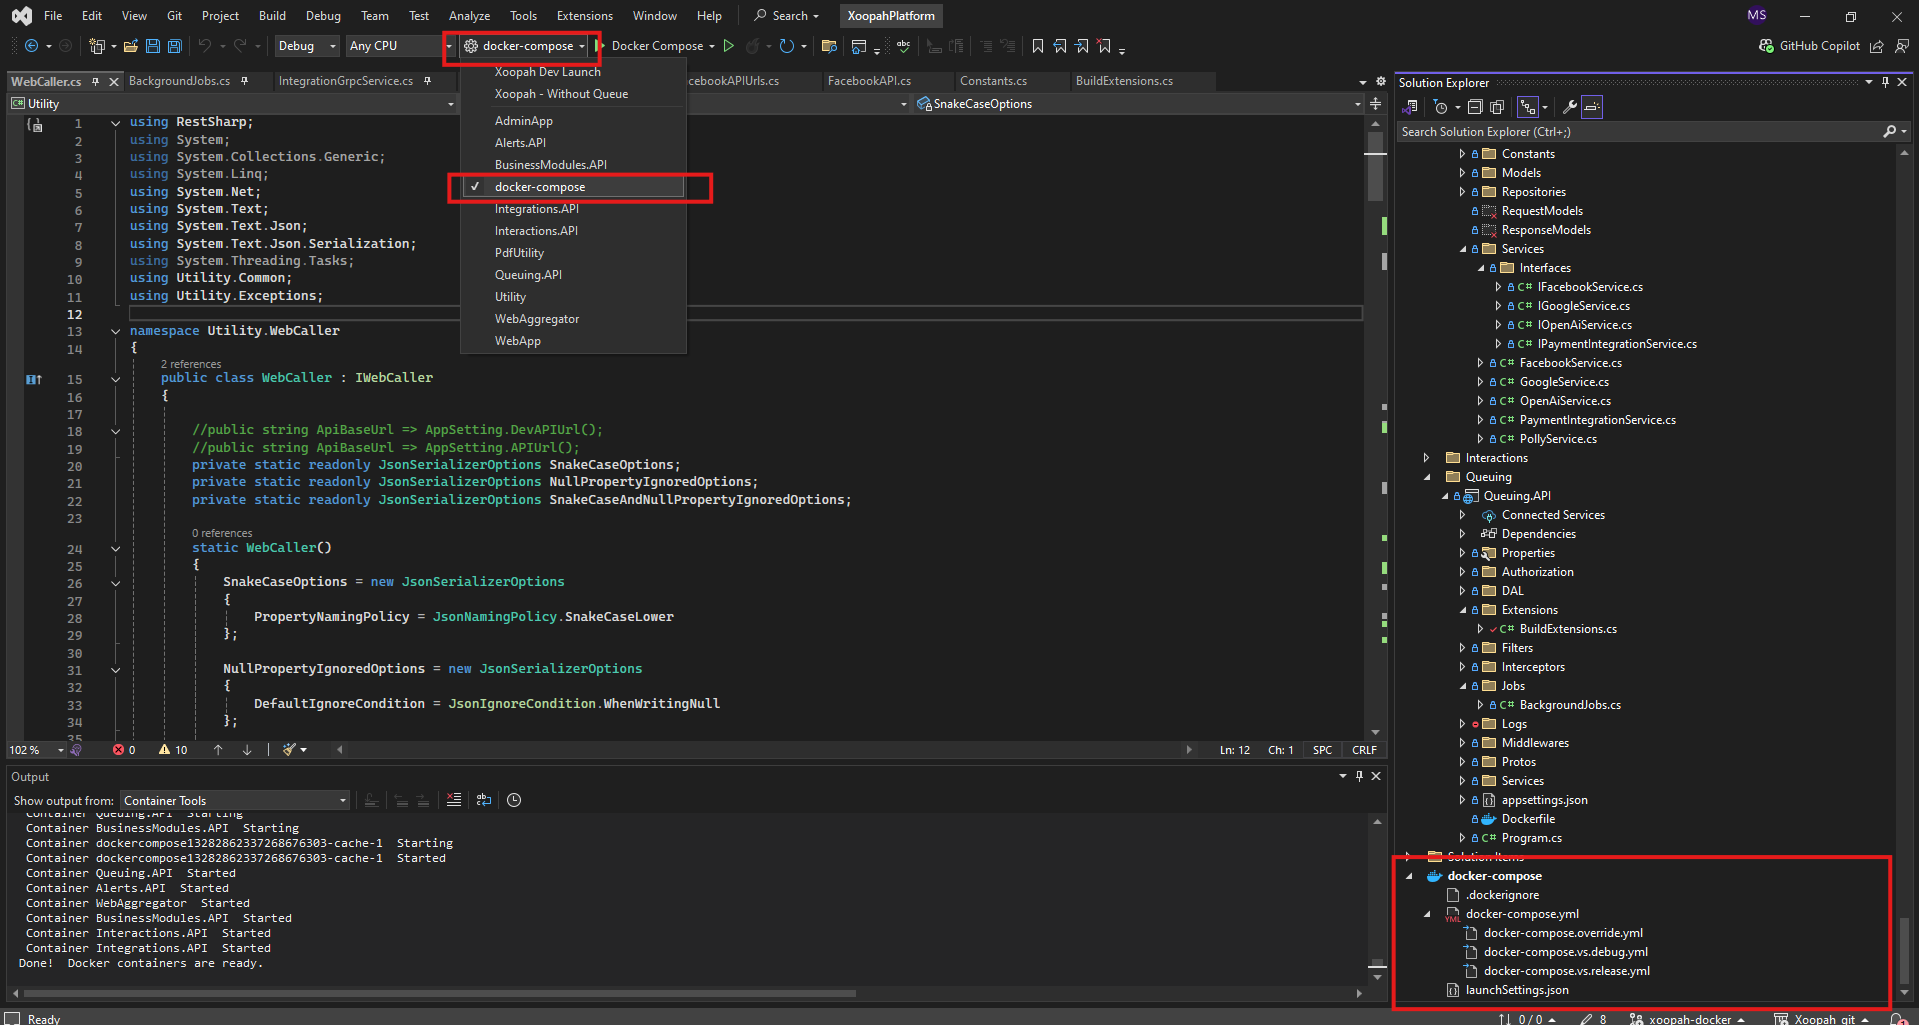 File Edit View Git Project Build Debug Team Test Analyze Tools Extensions Window Help Search XoopahPlatform MS
Debug Any CPU docker-compose Docker Compose GitHub Copilot
WebCaller.cs BackgroundJobs.cs IntegrationGrpcService.cs cebookAPIUrls.cs FacebookAPI.cs Constants.cs BuildExtensions.cs
Utility SnakeCaseOptions
Xoopah Dev Launch
Xoopah - Without Queue
AdminApp
Alerts.API
BusinessModules.API
docker-compose
Integrations.API
Interactions.API
PdfUtility
Queuing.API
Utility
WebAggregator
WebApp
1 using RestSharp;
2 using System;
3 using System.Collections.Generic;
4 using System.Linq;
5 using System.Net;
6 using System.Text;
7 using System.Text.Json;
8 using System.Text.Json.Serialization;
9 using System.Threading.Tasks;
10 using Utility.Common;
11 using Utility.Exceptions;
12
13 namespace Utility.WebCaller
14 {
2 references
15 public class WebCaller : IWebCaller
16 {
17
18 //public string ApiBaseUrl => AppSetting.DevAPIUrl();
19 //public string ApiBaseUrl => AppSetting.APIUrl();
20 private static readonly JsonSerializerOptions SnakeCaseOptions;
21 private static readonly JsonSerializerOptions NullPropertyIgnoredOptions;
22 private static readonly JsonSerializerOptions SnakeCaseAndNullPropertyIgnoredOptions;
23
0 references
24 static WebCaller()
25 {
26 SnakeCaseOptions = new JsonSerializerOptions
27 {
28 PropertyNamingPolicy = JsonNamingPolicy.SnakeCaseLower
29 };
30
31 NullPropertyIgnoredOptions = new JsonSerializerOptions
32 {
33 DefaultIgnoreCondition = JsonIgnoreCondition.WhenWritingNull
34 };
35
102 % 0 10 Ln: 12 Ch: 1 SPC CRLF
Output
Show output from: Container Tools
Container Queuing.API Starting
Container BusinessModules.API Starting
Container dockercompose13282862337268676303-cache-1 Starting
Container dockercompose13282862337268676303-cache-1 Started
Container Queuing.API Started
Container Alerts.API Started
Container WebAggregator Started
Container BusinessModules.API Started
Container Interactions.API Started
Container Integrations.API Started
Done! Docker containers are ready.
Solution Explorer
Search Solution Explorer (Ctrl+;)
Constants
Models
Repositories
RequestModels
ResponseModels
Services
Interfaces
C# IFacebookService.cs
C# IGoogleService.cs
C# IOpenAiService.cs
C# IPaymentIntegrationService.cs
C# FacebookService.cs
C# GoogleService.cs
C# OpenAiService.cs
C# PaymentIntegrationService.cs
C# PollyService.cs
Interactions
Queuing
Queuing.API
Connected Services
Dependencies
Properties
Authorization
DAL
Extensions
C# BuildExtensions.cs
Filters
Interceptors
Jobs
C# BackgroundJobs.cs
Logs
Middlewares
Protos
Services
appsettings.json
Dockerfile
C# Program.cs
Solution Items
docker-compose
.dockerignore
YML docker-compose.yml
docker-compose.override.yml
docker-compose.vs.debug.yml
docker-compose.vs.release.yml
launchSettings.json
Ready 0 / 0 8 xoopah-docker Xoopah_git